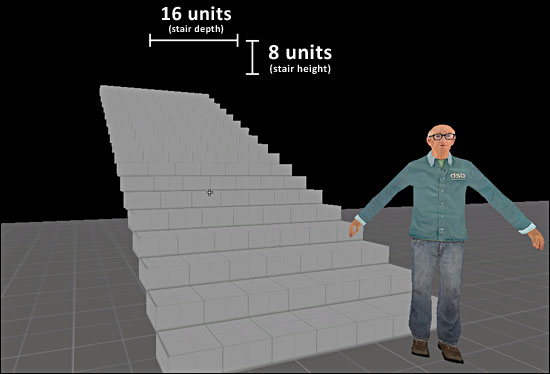 16 units
(stair depth)
8 units
(stair height)
dsb